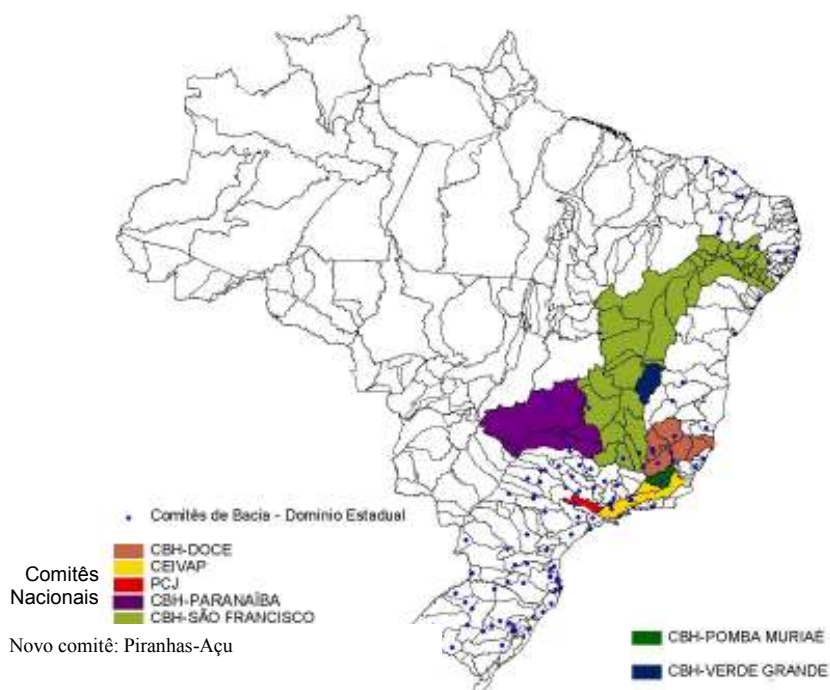 Comitês de Bacia - Domínio Estadual
Comitês
Nacionais
CBH-DOCE
CEIVAP
PCJ
CBH-PARANAÍBA
CBH-SÃO FRANCISCO
Novo comitê: Piranhas-Açu
CBH-POMBA MURIAÉ
CBH-VERDE GRANDE